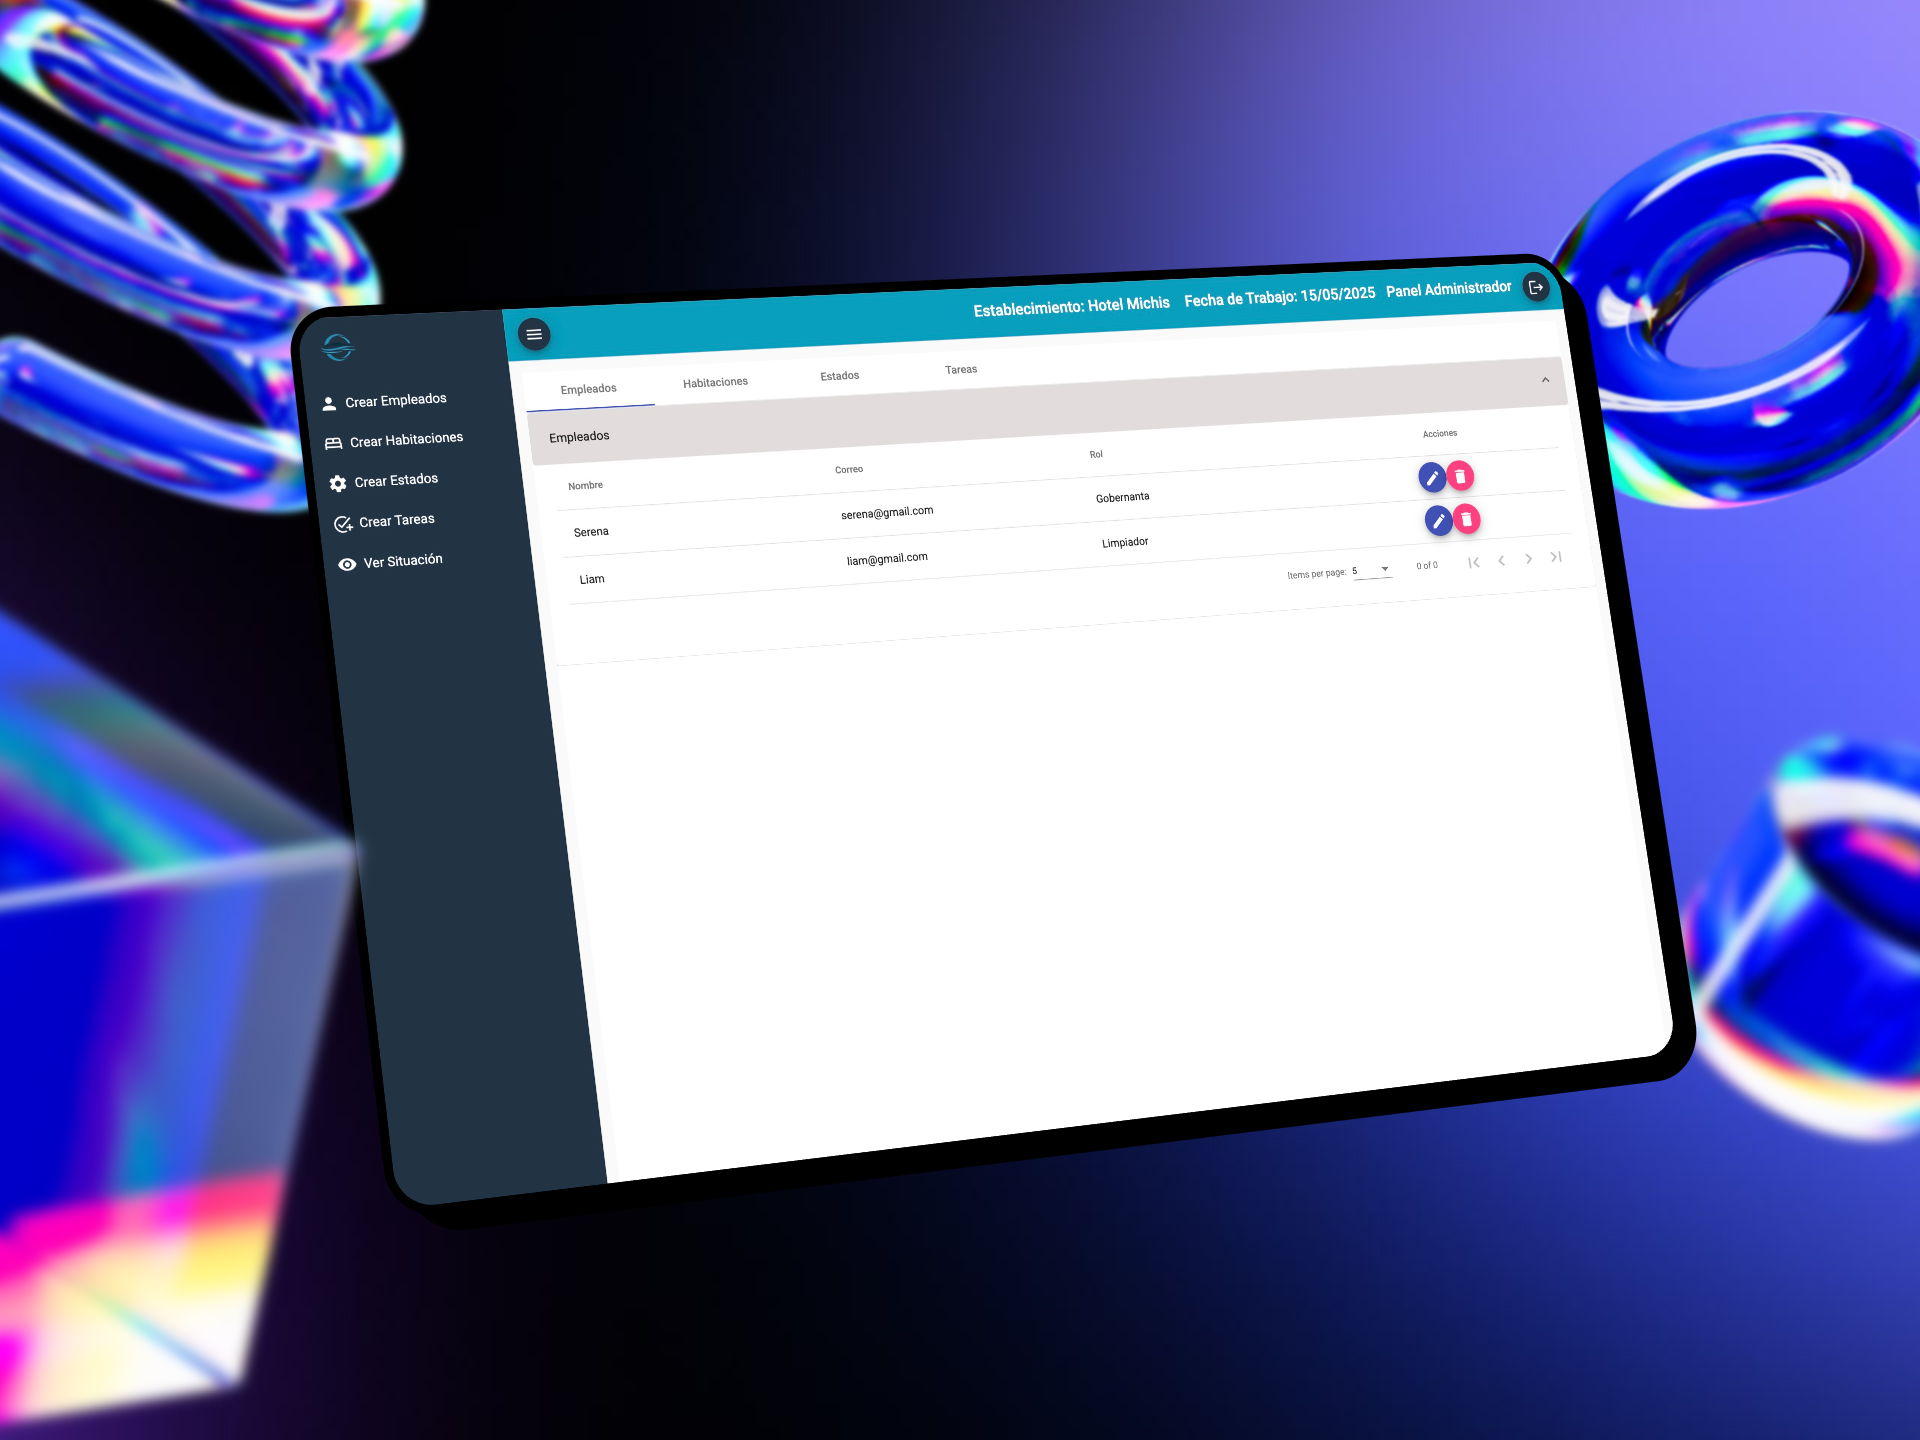 Establecimiento: Hotel Michis Fecha de Trabajo: 15/05/2025 Panel Administrador
Crear Empleados
Crear Habitaciones
Crear Estados
Crear Tareas
Ver Situación
Empleados Habitaciones Estados Tareas
Empleados
Nombre Correo Rol Acciones
Serena serena@gmail.com Gobernanta
Liam liam@gmail.com Limpiador
Items per page: 5 0 of 0